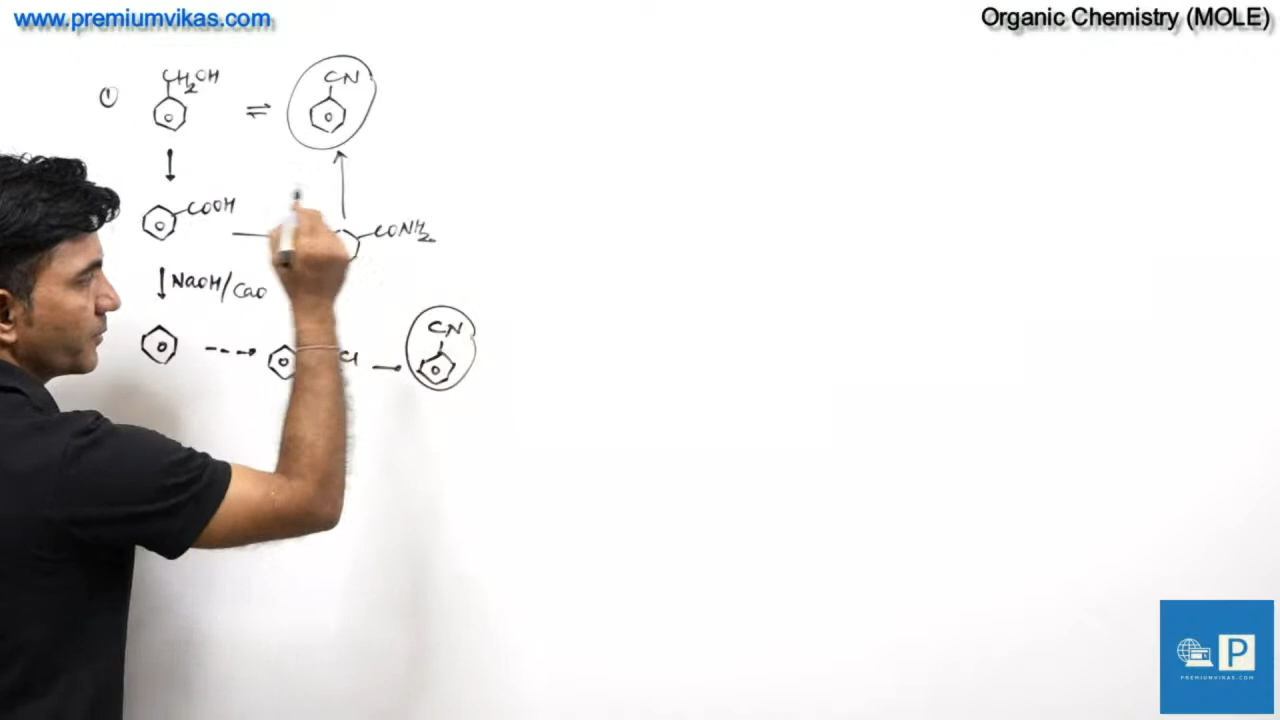 www.premiumvikas.com
Organic Chemistry (MOLE)
① CH2OH ⇌ CN
COOH
CONH2
NaOH/CaO
CN
Cl
P
PREMIUMVIKAS.COM